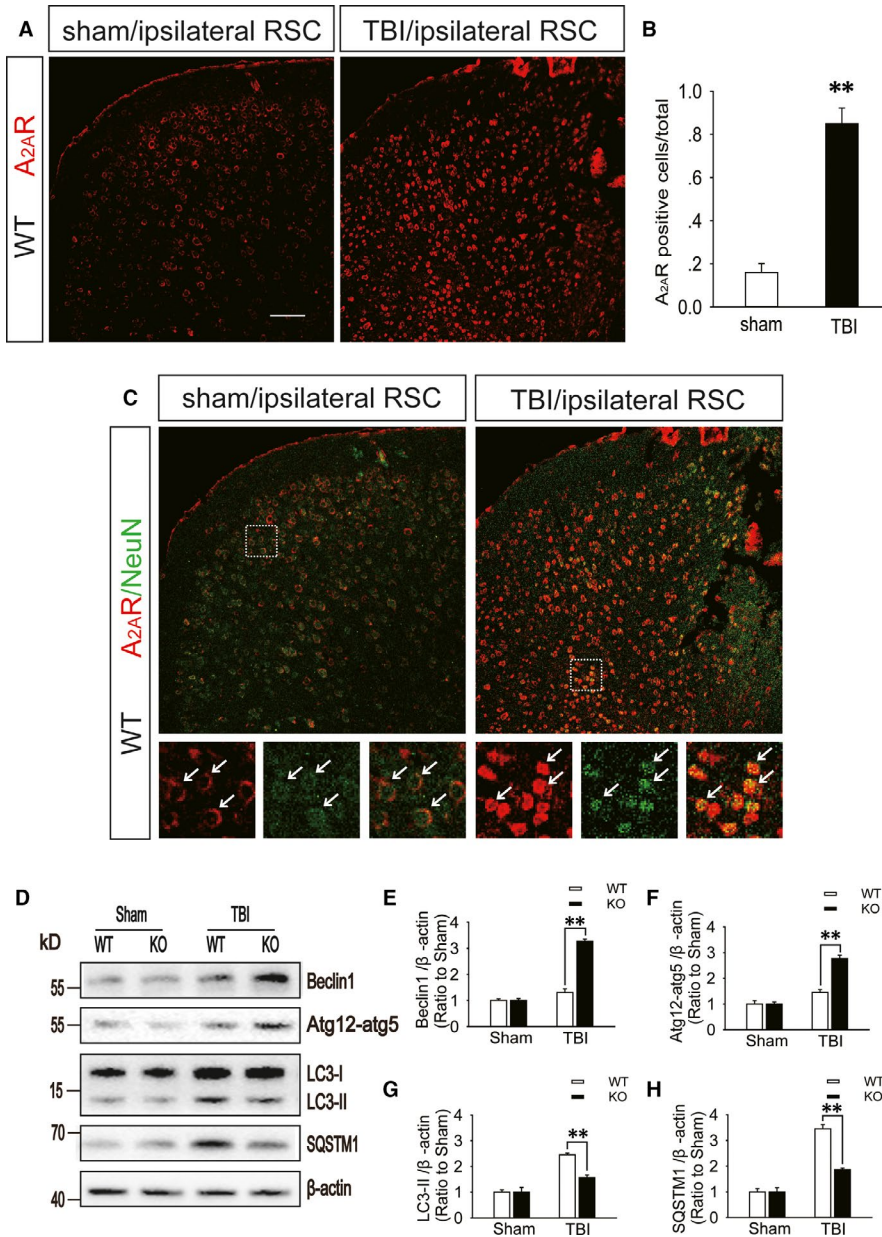 A
sham/ipsilateral RSC
TBI/ipsilateral RSC
WT A2AR
B
A2AR positive cells/total
1.0
.8
.6
.4
.2
0.0
**
sham
TBI
C
sham/ipsilateral RSC
TBI/ipsilateral RSC
WT A2AR/NeuN
D
Sham
TBI
kD
WT
KO
WT
KO
55
Beclin1
55
Atg12-atg5
LC3-I
15
LC3-II
70
SQSTM1
40
β-actin
E
WT
KO
Beclin1 /β -actin
(Ratio to Sham)
4
3
2
1
0
**
Sham
TBI
F
WT
KO
Atg12-atg5/β -actin
(Ratio to Sham)
4
3
2
1
0
**
Sham
TBI
G
WT
KO
LC3-II/β -actin
(Ratio to Sham)
4
3
2
1
0
**
Sham
TBI
H
WT
KO
SQSTM1 /β -actin
(Ratio to Sham)
4
3
2
1
0
**
Sham
TBI